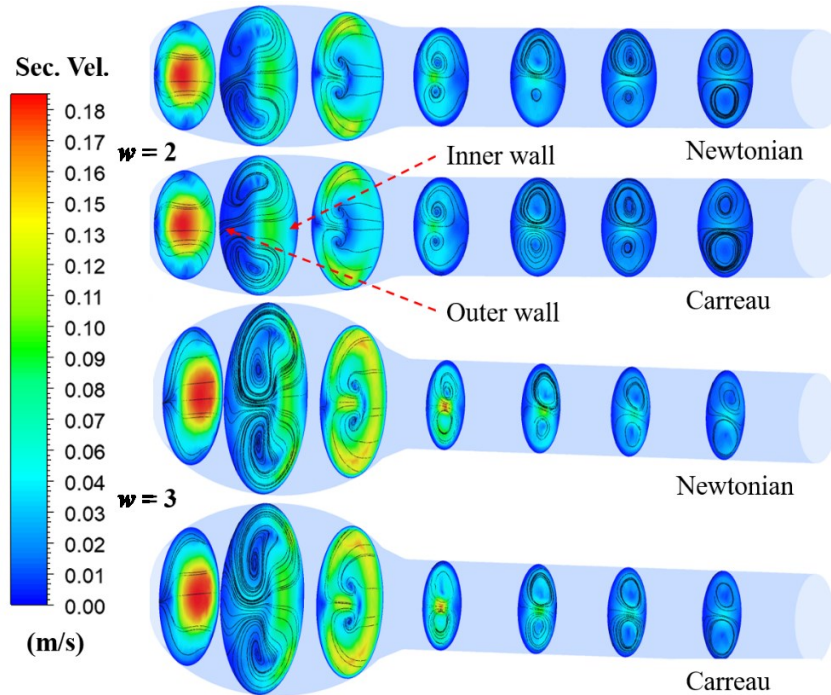 Sec. Vel.
0.18
0.17
0.16
0.15
0.14
0.13
0.12
0.11
0.10
0.09
0.08
0.07
0.06
0.05
0.04
0.03
0.02
0.01
0.00
(m/s)
w = 2
Newtonian
Inner wall
Outer wall
Carreau
w = 3
Newtonian
Carreau